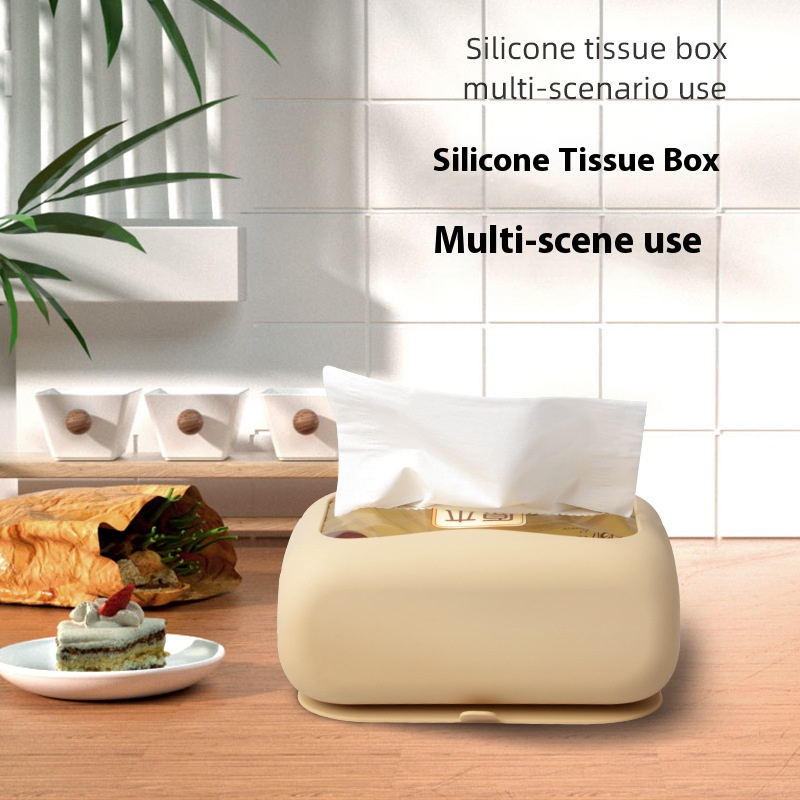 Silicone tissue box
multi-scenario use
Silicone Tissue Box
Multi-scene use